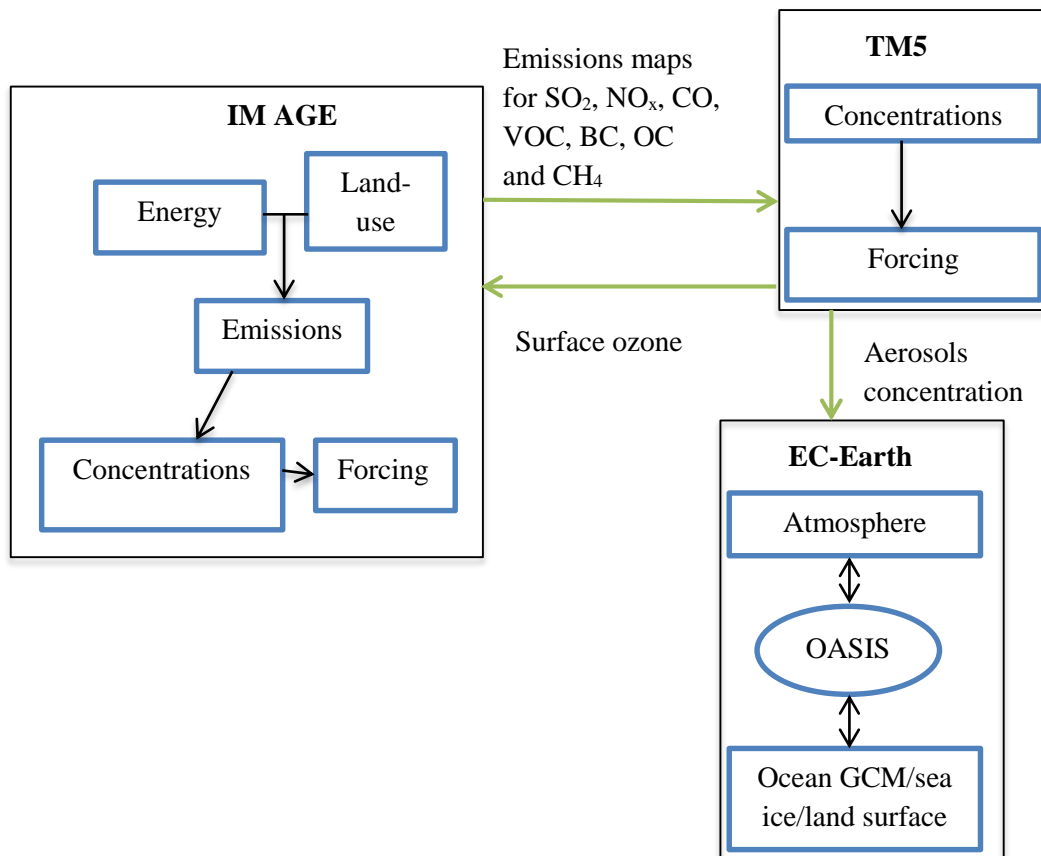 IM AGE
Energy
Land-
use
Emissions
Concentrations
Forcing
Emissions maps
for SO₂, NOₓ, CO,
VOC, BC, OC
and CH₄
Surface ozone
TM5
Concentrations
Forcing
Aerosols
concentration
EC-Earth
Atmosphere
OASIS
Ocean GCM/sea
ice/land surface